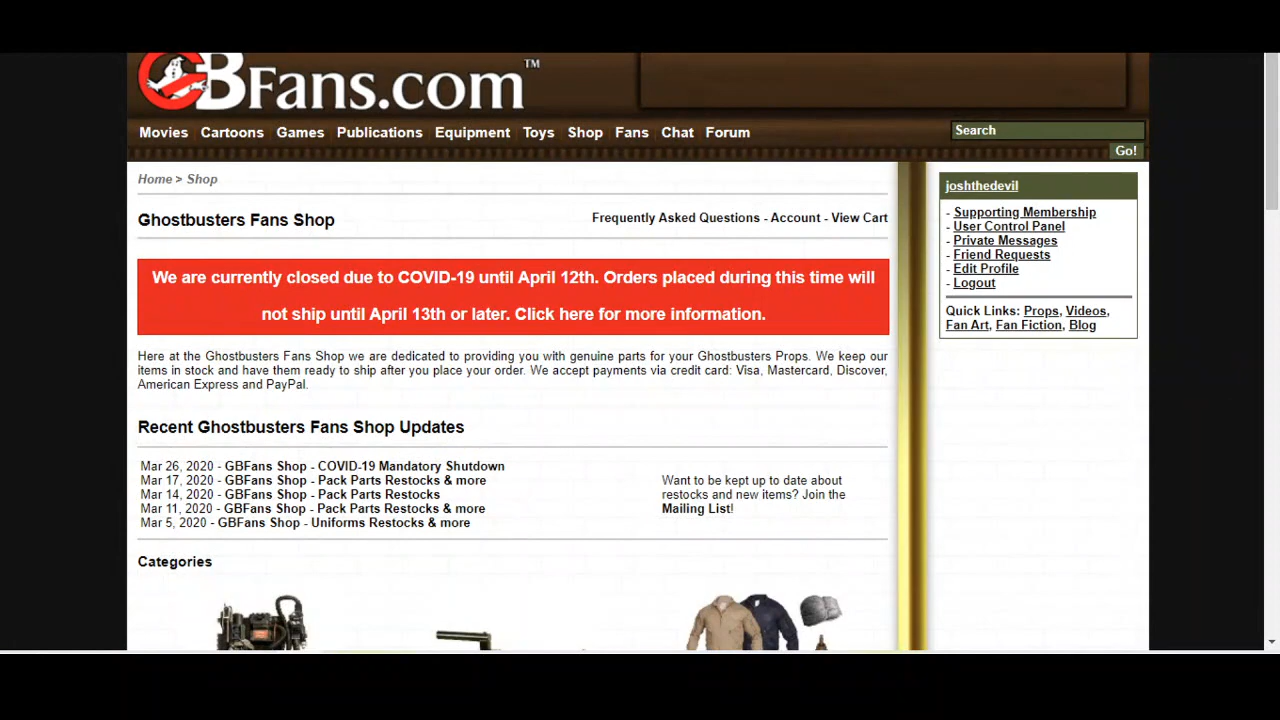 GBFans.com™
Movies Cartoons Games Publications Equipment Toys Shop Fans Chat Forum
Search
Go!
Home > Shop
Ghostbusters Fans Shop
Frequently Asked Questions - Account - View Cart
We are currently closed due to COVID-19 until April 12th. Orders placed during this time will
not ship until April 13th or later. Click here for more information.
Here at the Ghostbusters Fans Shop we are dedicated to providing you with genuine parts for your Ghostbusters Props. We keep our
items in stock and have them ready to ship after you place your order. We accept payments via credit card: Visa, Mastercard, Discover,
American Express and PayPal.
Recent Ghostbusters Fans Shop Updates
Mar 26, 2020 - GBFans Shop - COVID-19 Mandatory Shutdown
Mar 17, 2020 - GBFans Shop - Pack Parts Restocks & more
Mar 14, 2020 - GBFans Shop - Pack Parts Restocks
Mar 11, 2020 - GBFans Shop - Pack Parts Restocks & more
Mar 5, 2020 - GBFans Shop - Uniforms Restocks & more
Want to be kept up to date about
restocks and new items? Join the
Mailing List!
Categories
joshthedevil
- Supporting Membership
- User Control Panel
- Private Messages
- Friend Requests
- Edit Profile
- Logout
Quick Links: Props, Videos,
Fan Art, Fan Fiction, Blog